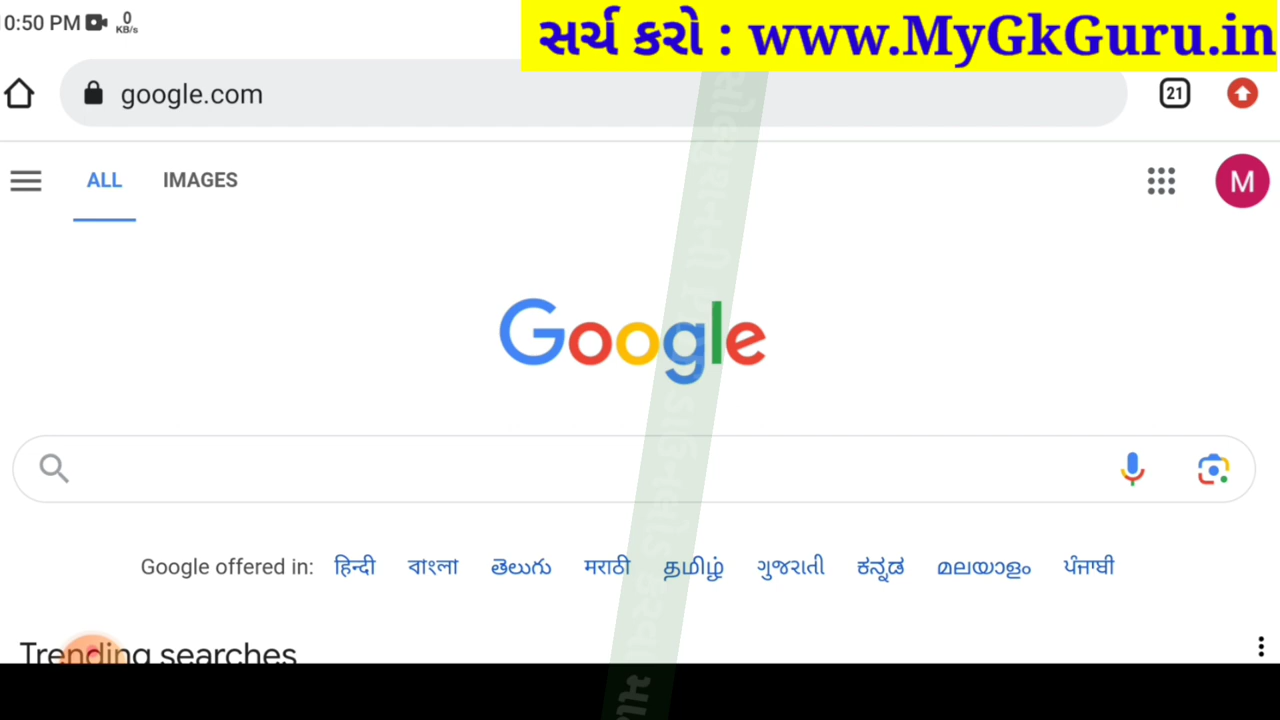 0:50 PM 0 KB/s
સર્ચ કરો : www.MyGkGuru.in
google.com 21
ALL IMAGES M
Google
Google offered in: हिन्दी বাংলা తెలుగు मराठी தமிழ் ગુજરાતી ಕನ್ನಡ മലയാളം ਪੰਜਾਬੀ
Trending searches